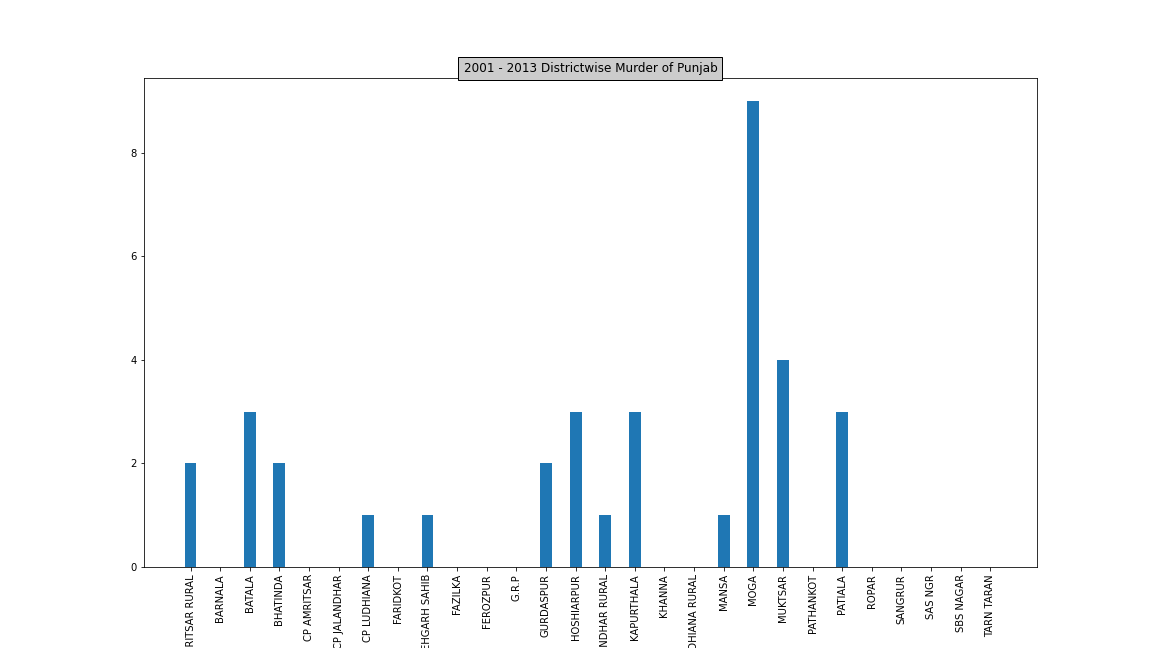 2001 - 2013 Districtwise Murder of Punjab
8
6
4
2
0
RITSAR RURAL
BARNALA
BATALA
BHATINDA
CP AMRITSAR
CP JALANDHAR
CP LUDHIANA
FARIDKOT
EHGARH SAHIB
FAZILKA
FEROZPUR
G.R.P
GURDASPUR
HOSHIARPUR
NDHAR RURAL
KAPURTHALA
KHANNA
DHIANA RURAL
MANSA
MOGA
MUKTSAR
PATHANKOT
PATIALA
ROPAR
SANGRUR
SAS NGR
SBS NAGAR
TARN TARAN